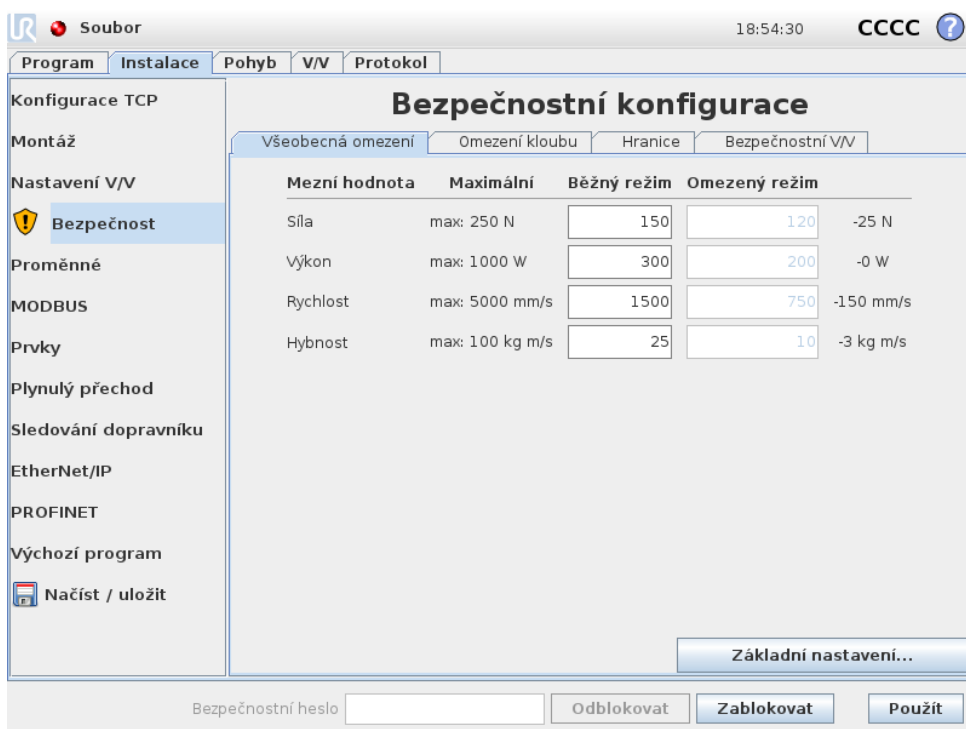 UR Soubor 18:54:30 CCCC ?
Program Instalace Pohyb V/V Protokol
Konfigurace TCP
Montáž
Nastavení V/V
Bezpečnost
Proměnné
MODBUS
Prvky
Plynulý přechod
Sledování dopravníku
EtherNet/IP
PROFINET
Výchozí program
Načíst / uložit
Bezpečnostní konfigurace
Všeobecná omezení Omezení kloubu Hranice Bezpečnostní V/V
Mezní hodnota Maximální Běžný režim Omezený režim
Síla max: 250 N 150 120 -25 N
Výkon max: 1000 W 300 200 -0 W
Rychlost max: 5000 mm/s 1500 750 -150 mm/s
Hybnost max: 100 kg m/s 25 10 -3 kg m/s
Základní nastavení...
Bezpečnostní heslo Odblokovat Zablokovat Použít